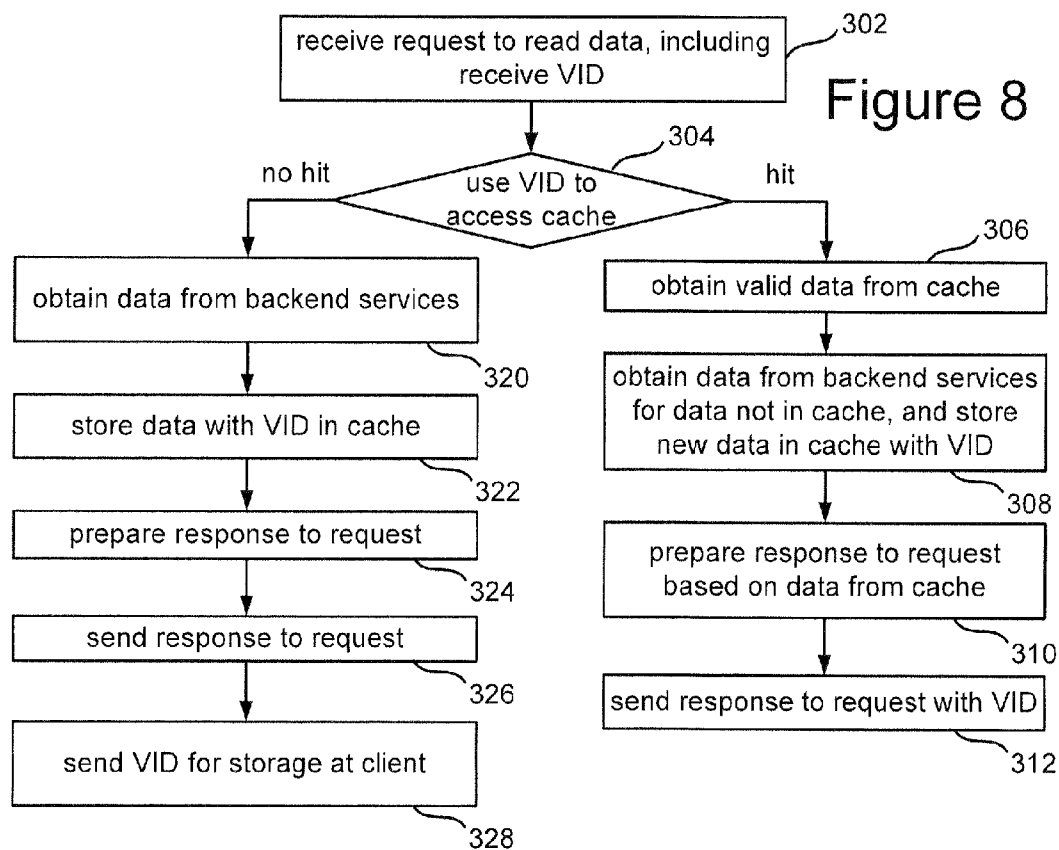 302
receive request to read data, including
receive VID
Figure 8
304
no hit
use VID to
access cache
hit
306
obtain data from backend services
320
obtain valid data from cache
store data with VID in cache
322
obtain data from backend services
for data not in cache, and store
new data in cache with VID
308
prepare response to request
324
prepare response to request
based on data from cache
310
send response to request
326
send response to request with VID
312
send VID for storage at client
328